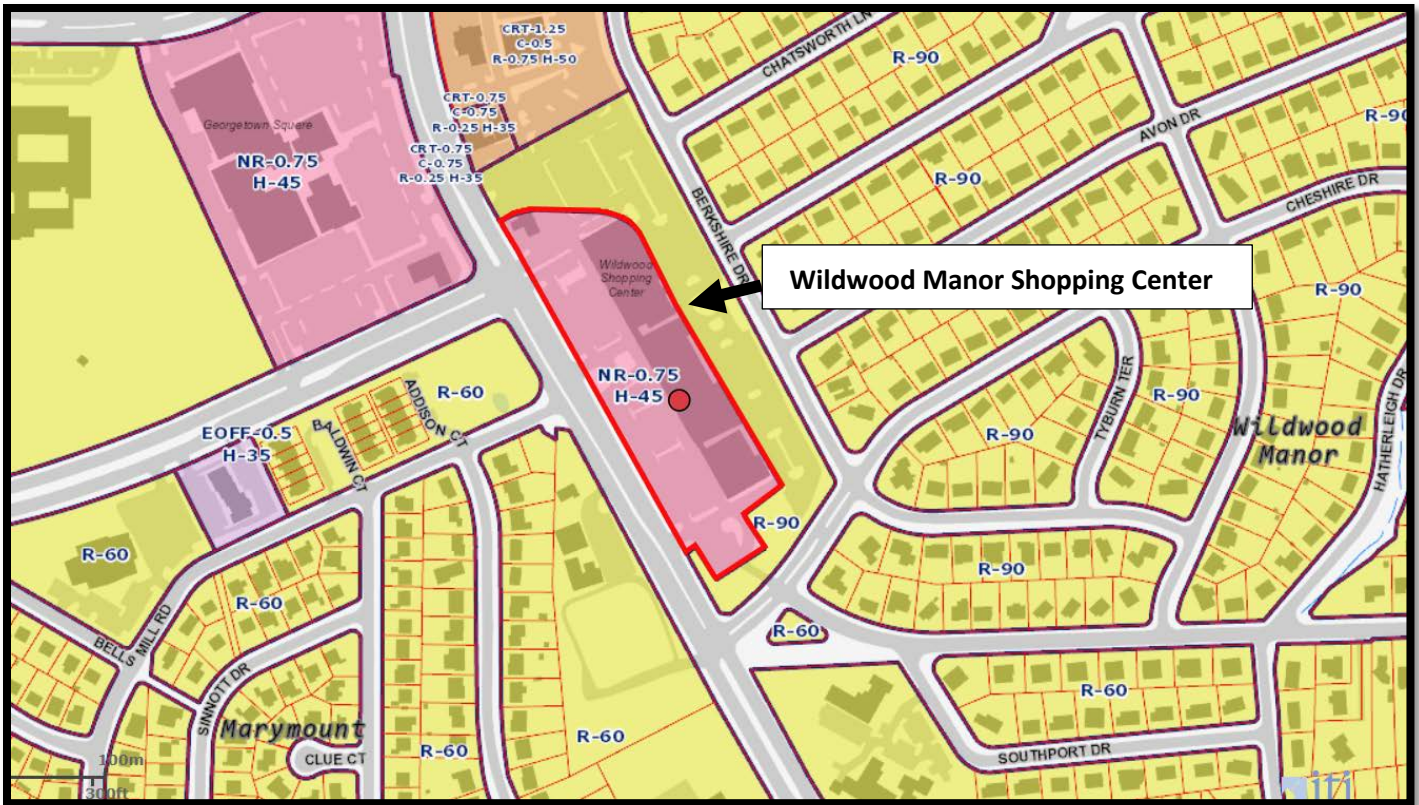 CRT-1.25
C-0.5
R-0.75 H-50
CHATSWORTH LN
R-90
CRT-0.75
C-0.75
R-0.25 H-35
Georgetown Square
NR-0.75
H-45
CRT-0.75
C-0.75
R-0.25 H-35
R-90
AVON DR
R-90
CHESHIRE DR
BERKSHIRE DR
Wildwood
Shopping
Center
Wildwood Manor Shopping Center
R-90
NR-0.75
H-45
R-60
ADDISON CT
BALDWIN CT
EOFF-0.5
H-35
TYBURN TER
R-90
R-90
Wildwood
Manor
HATHERLEIGH DR
R-90
R-60
R-90
R-60
BELLS MILL RD
R-60
SINNOTT DR
Marymount
CLUE CT
R-60
R-60
R-60
SOUTHPORT DR
100m
300ft